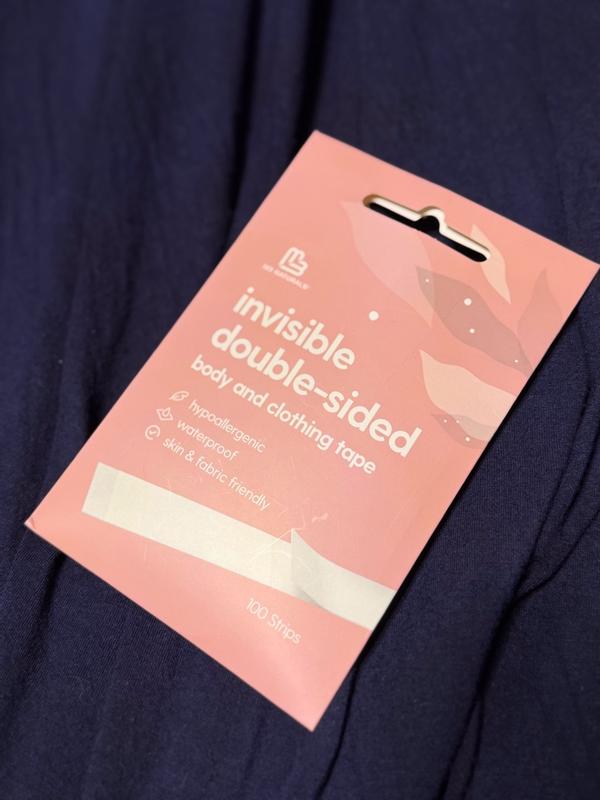 invisible
double-sided
body and clothing tape
hypoallergenic
waterproof
skin & fabric friendly
100 Strips